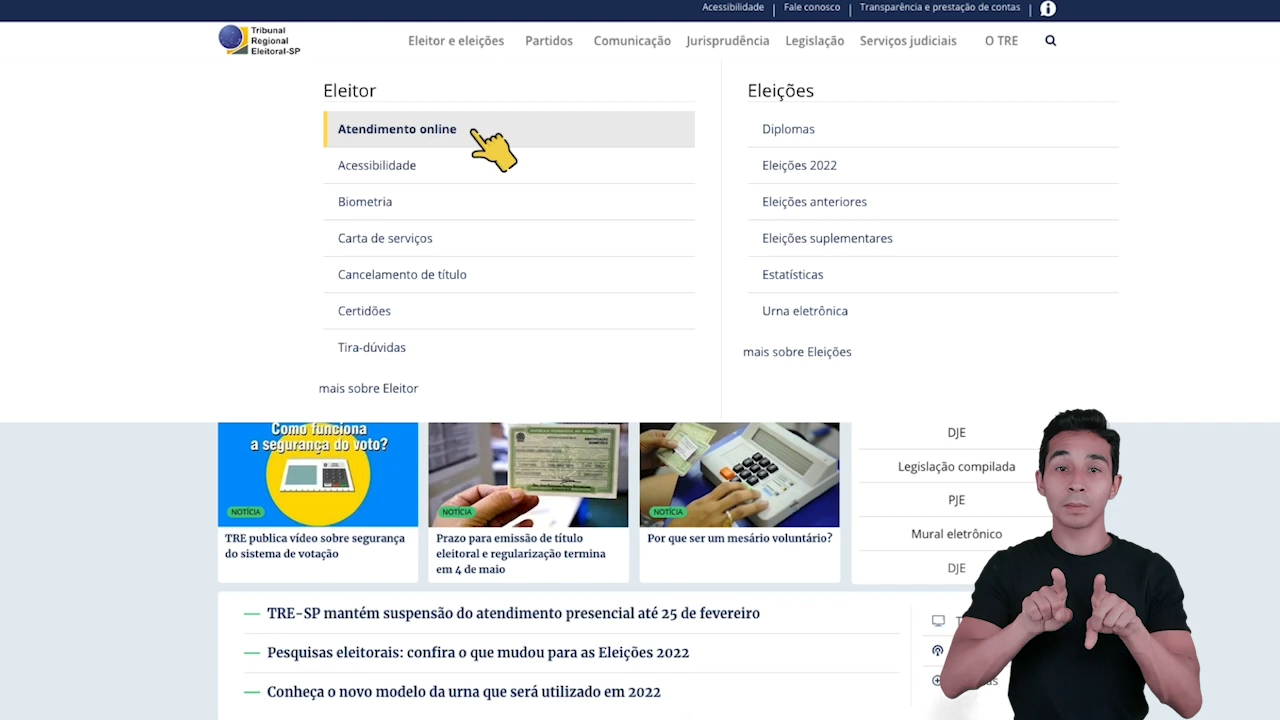 Acessibilidade
Fale conosco
Transparência e prestação de contas
Tribunal
Regional
Eleitoral-SP
Eleitor e eleições
Partidos
Comunicação
Jurisprudência
Legislação
Serviços judiciais
O TRE
Eleitor
Atendimento online
Acessibilidade
Biometria
Carta de serviços
Cancelamento de título
Certidões
Tira-dúvidas
mais sobre Eleitor
Eleições
Diplomas
Eleições 2022
Eleições anteriores
Eleições suplementares
Estatísticas
Urna eletrônica
mais sobre Eleições
Como funciona
a segurança do voto?
NOTÍCIA
TRE publica vídeo sobre segurança
do sistema de votação
NOTÍCIA
Prazo para emissão de título
eleitoral e regularização termina
em 4 de maio
NOTÍCIA
Por que ser um mesário voluntário?
DJE
Legislação compilada
PJE
Mural eletrônico
DJE
TRE-SP mantém suspensão do atendimento presencial até 25 de fevereiro
Pesquisas eleitorais: confira o que mudou para as Eleições 2022
Conheça o novo modelo da urna que será utilizado em 2022